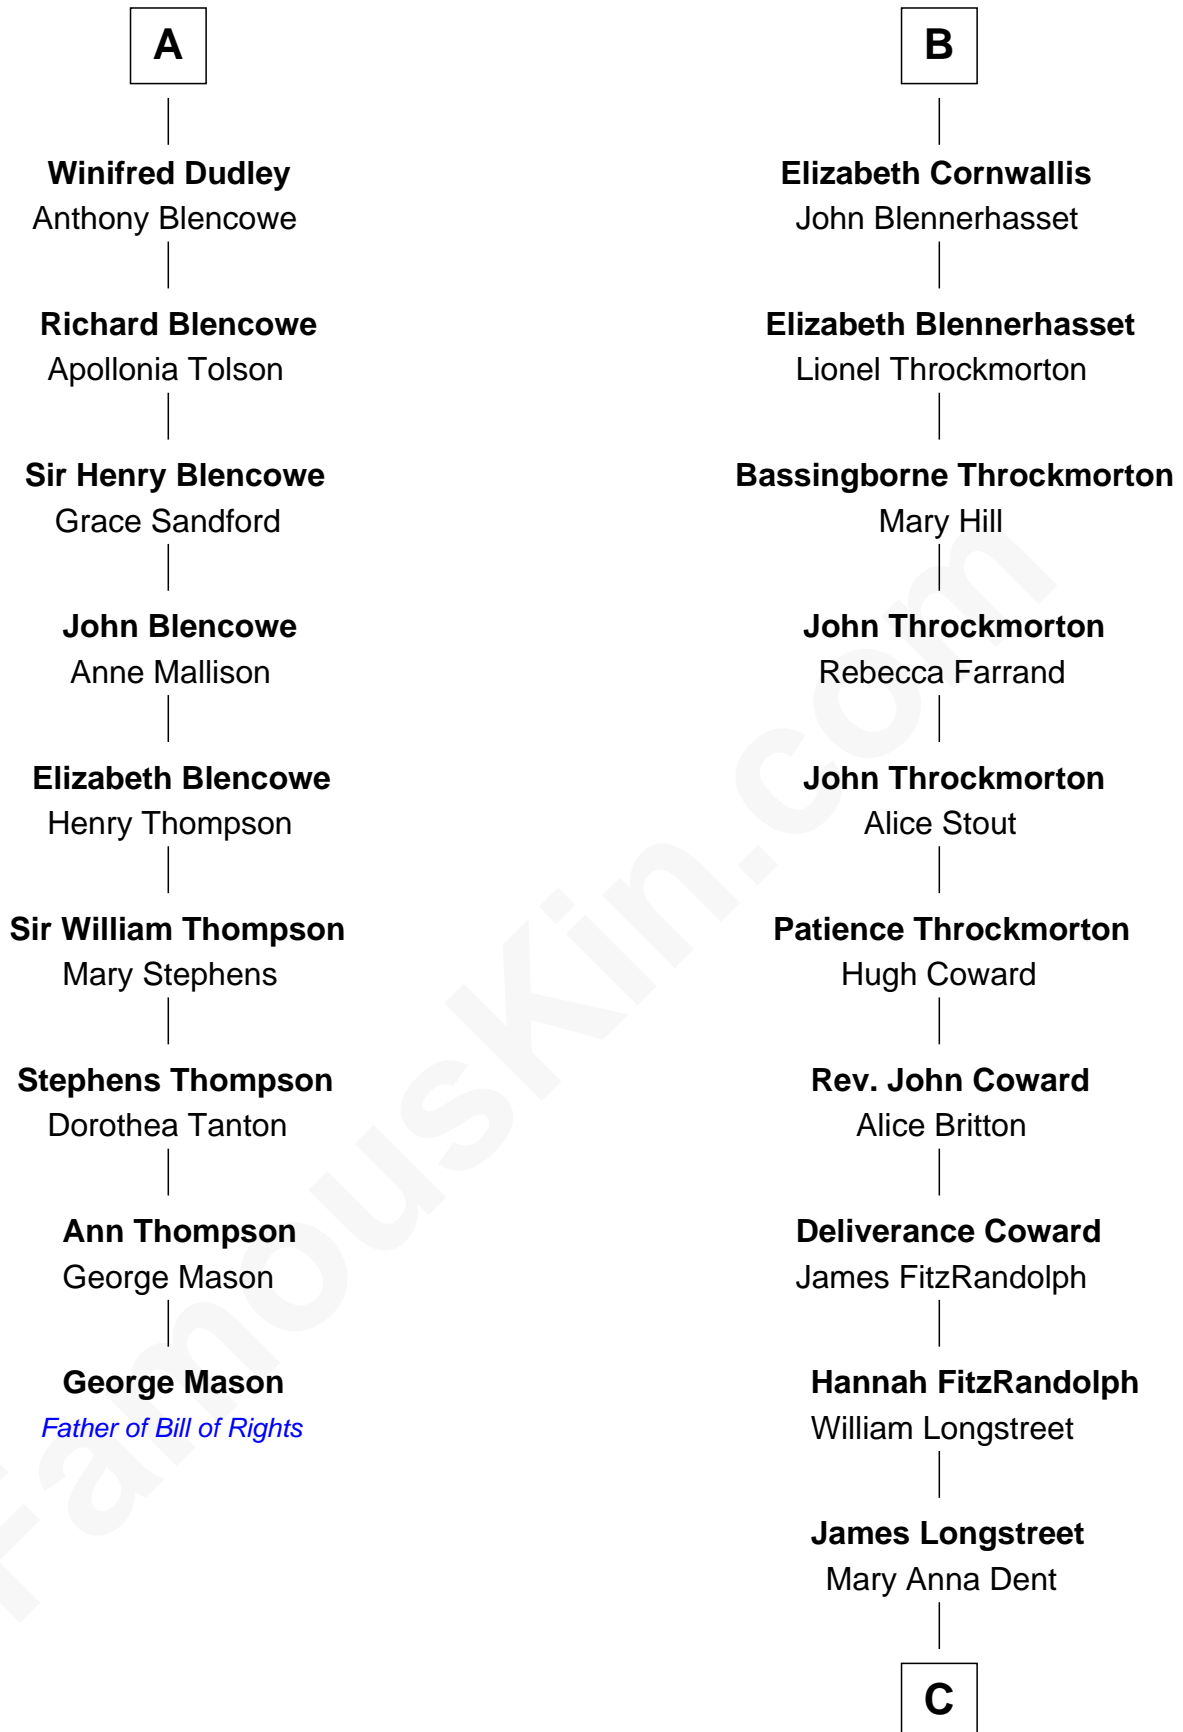 A
Winifred Dudley
Anthony Blencowe
Richard Blencowe
Apollonia Tolson
Sir Henry Blencowe
Grace Sandford
John Blencowe
Anne Mallison
Elizabeth Blencowe
Henry Thompson
Sir William Thompson
Mary Stephens
Stephens Thompson
Dorothea Tanton
Ann Thompson
George Mason
George Mason
Father of Bill of Rights
B
Elizabeth Cornwallis
John Blennerhasset
Elizabeth Blennerhasset
Lionel Throckmorton
Bassingborne Throckmorton
Mary Hill
John Throckmorton
Rebecca Farrand
John Throckmorton
Alice Stout
Patience Throckmorton
Hugh Coward
Rev. John Coward
Alice Britton
Deliverance Coward
James FitzRandolph
Hannah FitzRandolph
William Longstreet
James Longstreet
Mary Anna Dent
C
FamousKin.com